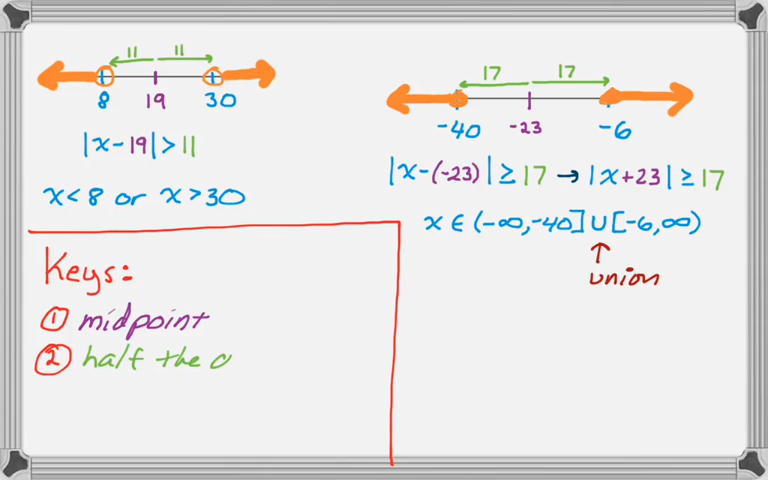 11 11
8 19 30
|x-19|>11
x<8 or x>30
17 17
-40 -23 -6
|x-(-23)|≥17→|x+23|≥17
x∈(-∞,-40]∪[-6,∞)
union
Keys:
① midpoint
② half the